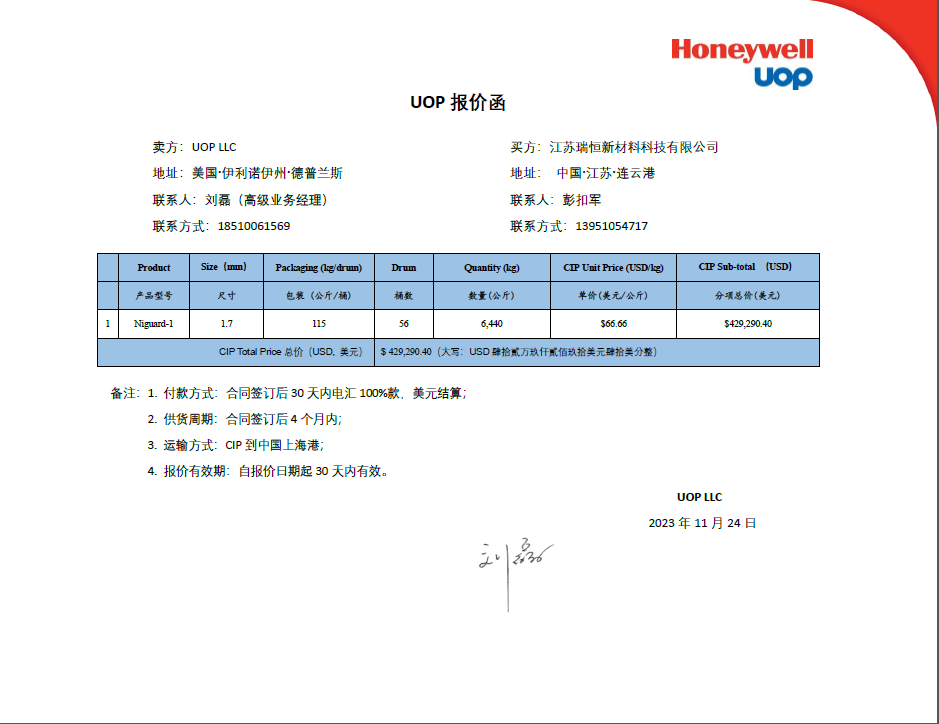 Honeywell
UOP
UOP 报价函
卖方：UOP LLC
地址：美国·伊利诺伊州·德普兰斯
联系人：刘磊（高级业务经理）
联系方式：18510061569
买方：江苏瑞恒新材料科技有限公司
地址： 中国·江苏·连云港
联系人：彭扣军
联系方式：13951054717
Product Size (mm) Packaging (kg/drum) Drum Quantity (kg) CIP Unit Price (USD/kg) CIP Sub-total （USD）
产品型号 尺寸 包装（公斤/桶） 桶数 数量(公斤) 单价(美元/公斤) 分项总价(美元)
1 Niguard-1 1.7 115 56 6,440 $66.66 $429,290.40
CIP Total Price 总价（USD, 美元） $ 429,290.40（大写：USD 肆拾贰万玖仟贰佰玖拾美元肆拾美分整）
备注：1. 付款方式：合同签订后 30 天内电汇 100%款，美元结算；
2. 供货周期：合同签订后 4 个月内；
3. 运输方式：CIP 到中国上海港；
4. 报价有效期：自报价日期起 30 天内有效。
UOP LLC
2023 年 11 月 24 日
刘磊